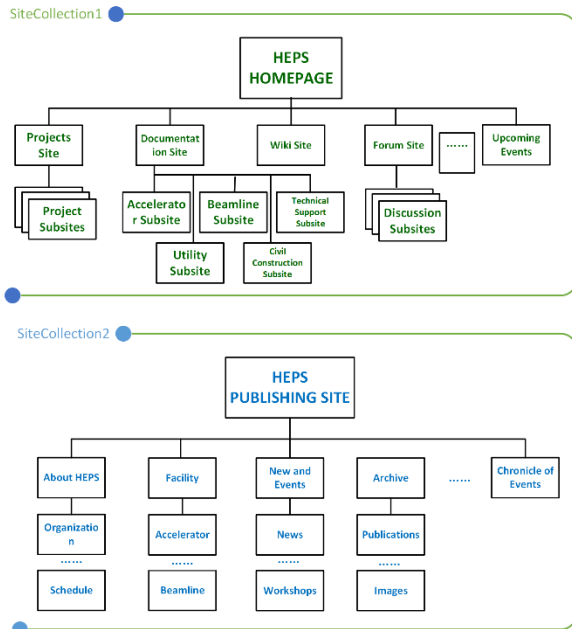 SiteCollection1
HEPS
HOMEPAGE
Projects
Site
Documentat
ion Site
Wiki Site
Forum Site
......
Upcoming
Events
Project
Subsites
Accelerato
r Subsite
Beamline
Subsite
Technical
Support
Subsite
Discussion
Subsites
Utility
Subsite
Civil
Construction
Subsite
SiteCollection2
HEPS
PUBLISHING SITE
About HEPS
Facility
New and
Events
Archive
......
Chronicle of
Events
Organizatio
n
Accelerator
News
Publications
......
......
......
......
Schedule
Beamline
Workshops
Images